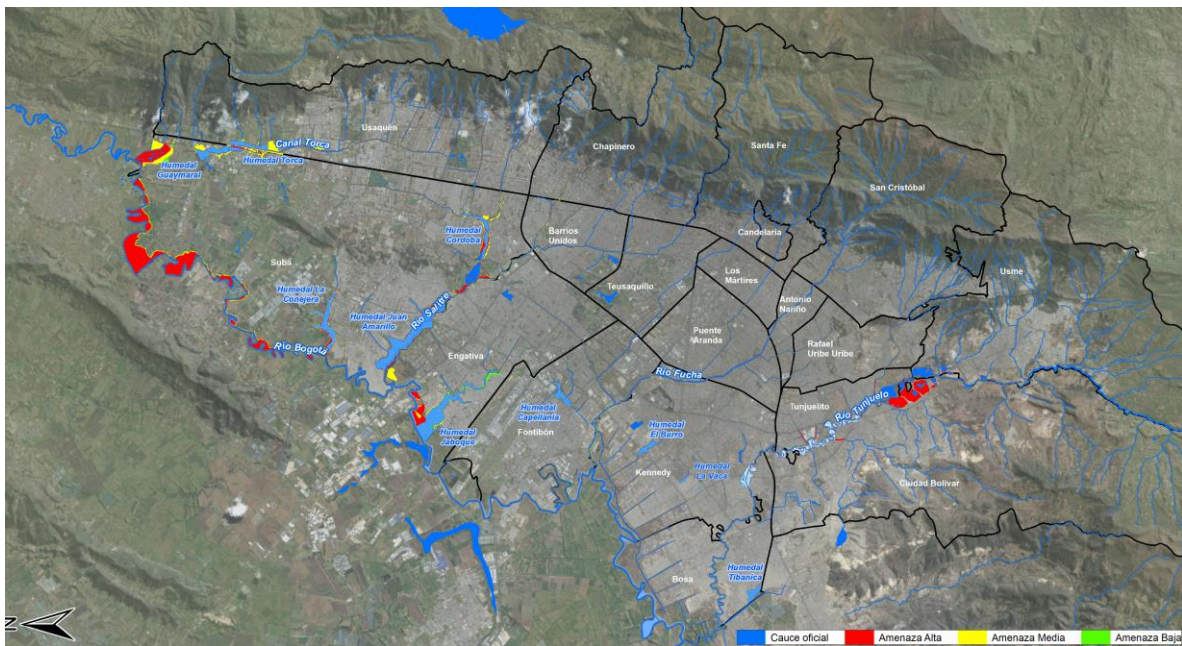 Usaquén
Canal Torca
Humedal Torca
Humedal
Guaymaral
Chapinero
Santa Fe
San Cristóbal
Humedal
Cordoba
Barrios
Unidos
Candelaria
Suba
Teusaquillo
Los
Mártires
Usme
Humedal La
Conejera
Antonio
Nariño
Humedal Juan
Amarillo
Río Salitre
Puente
Aranda
Rafael
Uribe Uribe
Río Bogotá
Engativa
Río Fucha
Tunjuelito
Río Tunjuelo
Humedal
Capellanía
Humedal
Jaboque
Fontibón
Humedal
El Burro
Kennedy
Humedal
La Vaca
Ciudad Bolívar
Bosa
Humedal
Tibanica
N
Cauce oficial
Amenaza Alta
Amenaza Media
Amenaza Baja